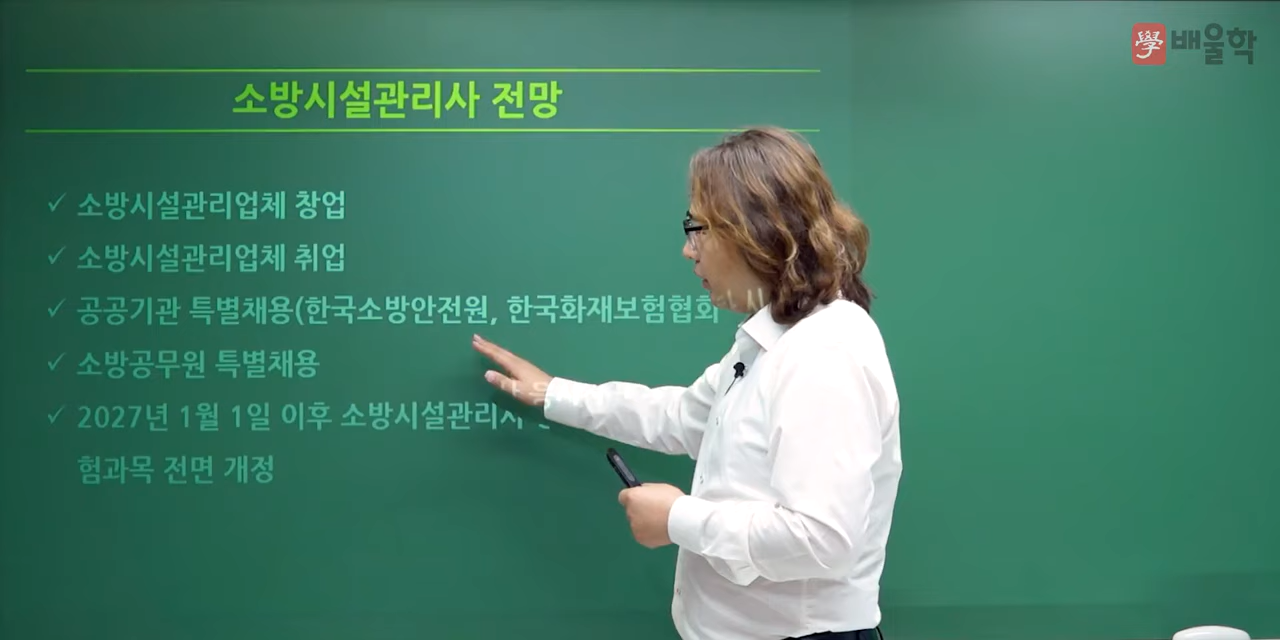 學 배울학
소방시설관리사 전망
✓ 소방시설관리업체 창업
✓ 소방시설관리업체 취업
✓ 공공기관 특별채용(한국소방안전원, 한국화재보험협회
✓ 소방공무원 특별채용
✓ 2027년 1월 1일 이후 소방시설관리사
험과목 전면 개정